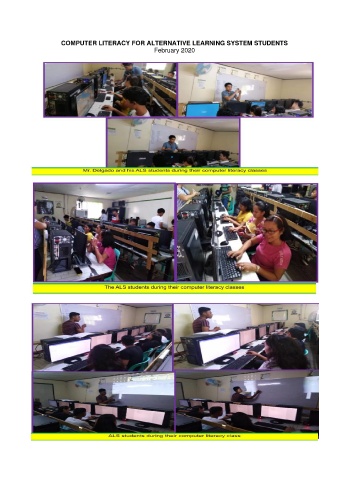 COMPUTER LITERACY FOR ALTERNATIVE LEARNING SYSTEM STUDENTS
February 2020
Mr. Delgado and his ALS students during their computer literacy classes
The ALS students during their computer literacy classes
ALS students during their computer literacy class.